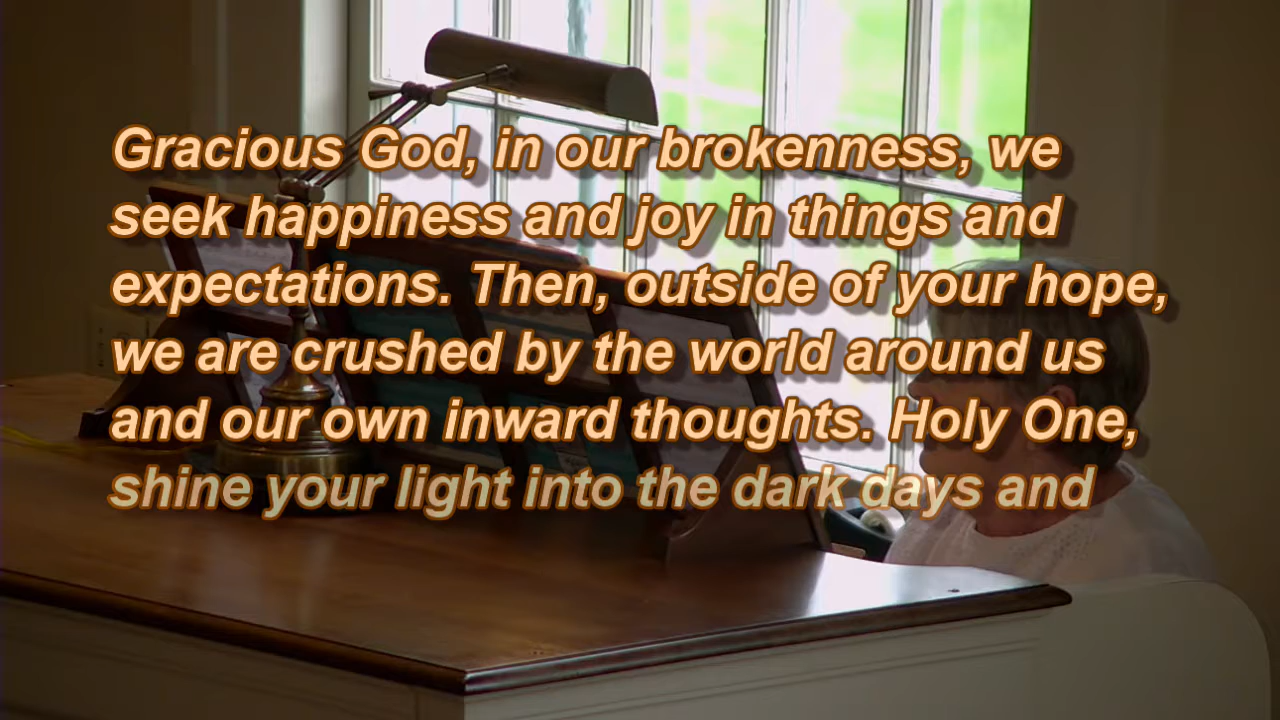 Gracious God, in our brokenness, we
seek happiness and joy in things and
expectations. Then, outside of your hope,
we are crushed by the world around us
and our own inward thoughts. Holy One,
shine your light into the dark days and